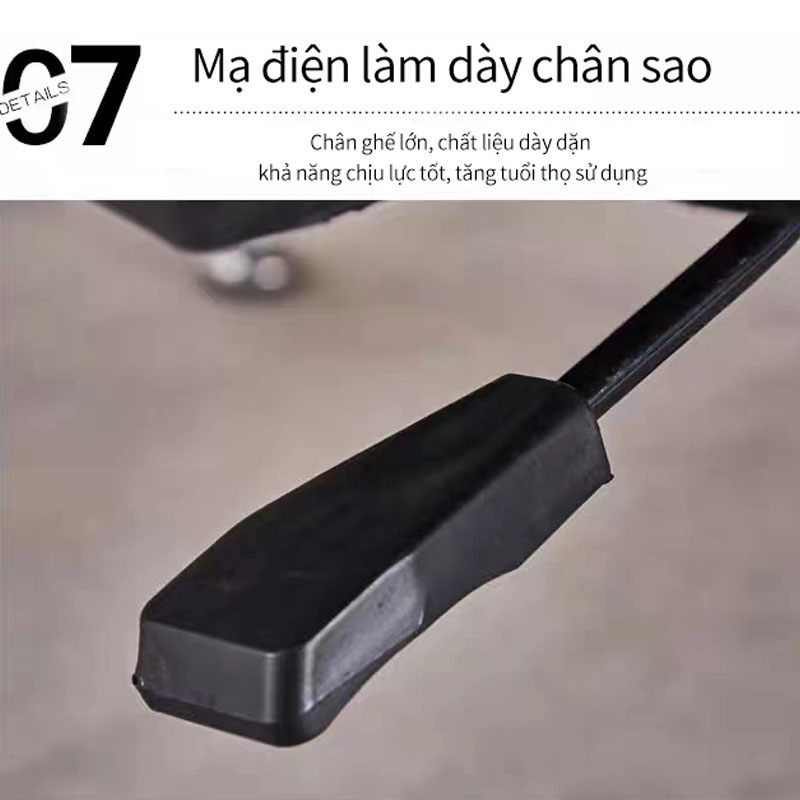 07
DETAILS
Mạ điện làm dày chân sao
Chân ghế lớn, chất liệu dày dặn
khả năng chịu lực tốt, tăng tuổi thọ sử dụng